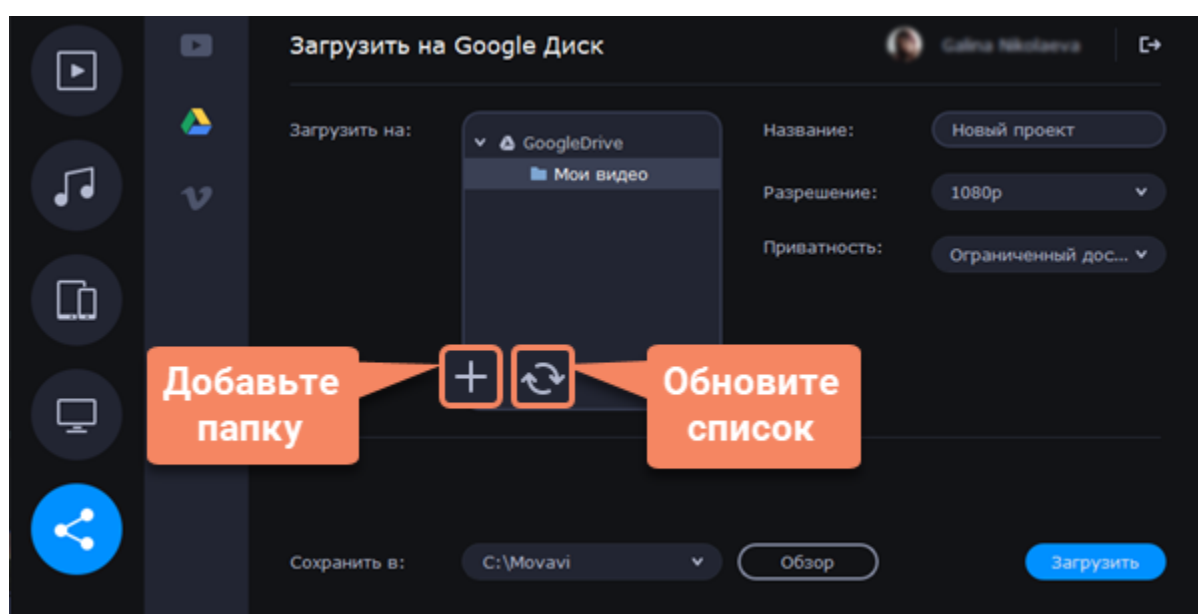 Загрузить на Google Диск
Загрузить на:
GoogleDrive
Мои видео
Название:
Новый проект
Разрешение:
1080p
Приватность:
Ограниченный дос...
Добавьте
папку
Обновите
список
Сохранить в:
C:\Movavi
Обзор
Загрузить